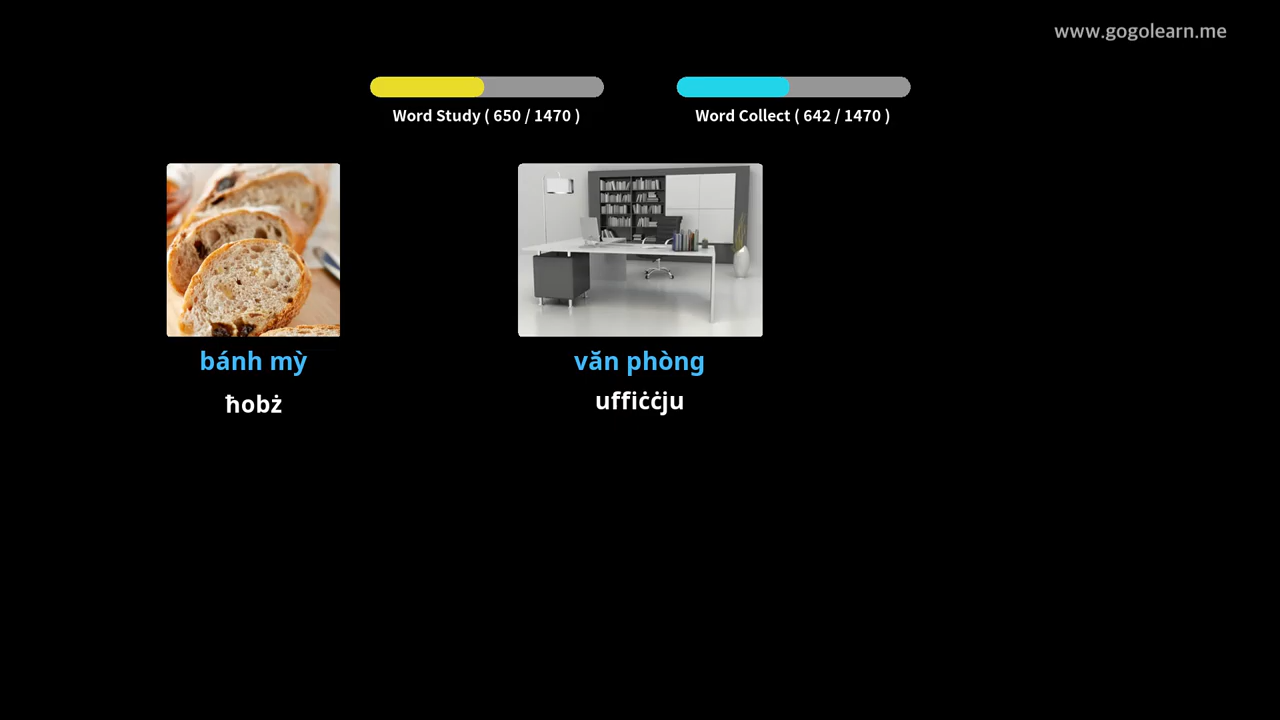 www.gogolearn.me
Word Study ( 650 / 1470 )
Word Collect ( 642 / 1470 )
bánh mỳ
ħobż
văn phòng
uffiċċju